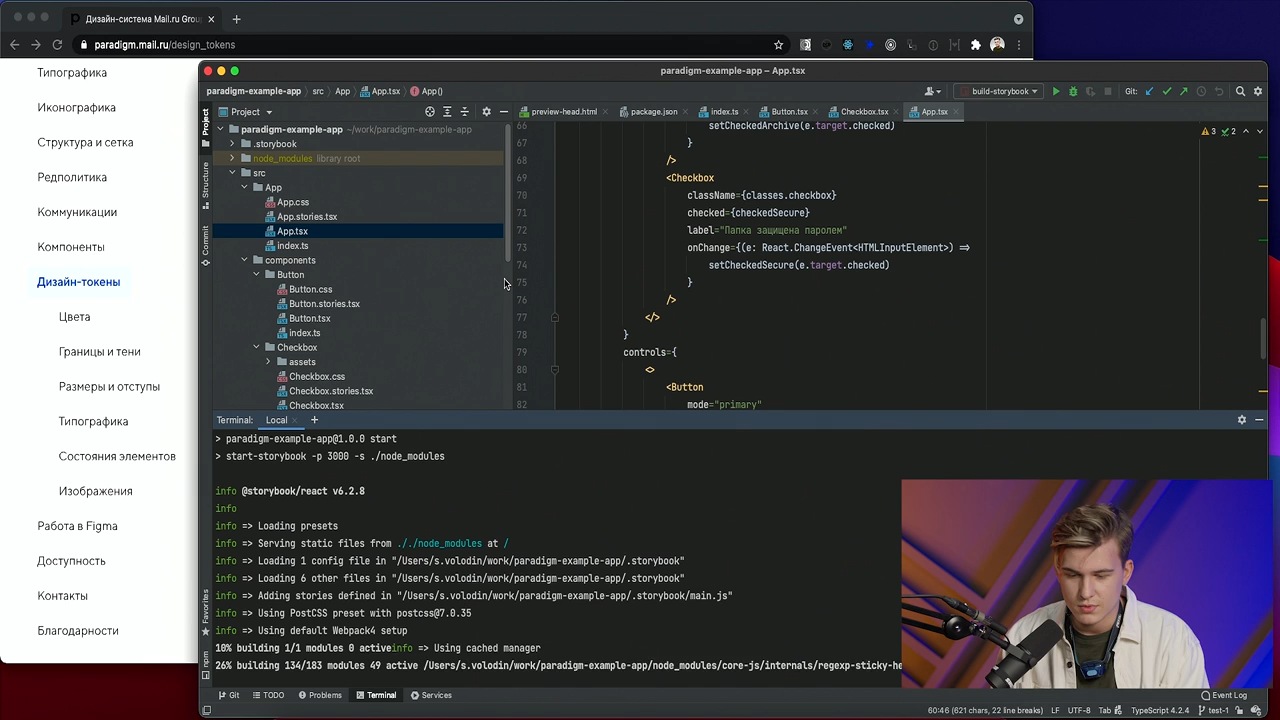 Дизайн-система Mail.ru Grou
paradigm.mail.ru/design_tokens
Типографика
Иконографика
Структура и сетка
Редполитика
Коммуникации
Компоненты
Дизайн-токены
Цвета
Границы и тени
Размеры и отступы
Типографика
Состояния элементов
Изображения
Работа в Figma
Доступность
Контакты
Благодарности
paradigm-example-app – App.tsx
paradigm-example-app › src › App › App.tsx › App()
build-storybook
Git:
Project
preview-head.html
package.json
index.ts
Button.tsx
Checkbox.tsx
App.tsx
Project
Structure
Commit
Favorites
npm
paradigm-example-app ~/work/paradigm-example-app
.storybook
node_modules library root
src
App
App.css
App.stories.tsx
App.tsx
index.ts
components
Button
Button.css
Button.stories.tsx
Button.tsx
index.ts
Checkbox
assets
Checkbox.css
Checkbox.stories.tsx
Checkbox.tsx
3 2
66 setCheckedArchive(e.target.checked)
67 }
68 />
69 <Checkbox
70 className={classes.checkbox}
71 checked={checkedSecure}
72 label="Папка защищена паролем"
73 onChange={(e: React.ChangeEvent<HTMLInputElement>) =>
74 setCheckedSecure(e.target.checked)
75 }
76 />
77 </>
78 }
79 controls={
80 <>
81 <Button
82 mode="primary"
Terminal: Local
> paradigm-example-app@1.0.0 start
> start-storybook -p 3000 -s ./node_modules
info @storybook/react v6.2.8
info
info => Loading presets
info => Serving static files from ././node_modules at /
info => Loading 1 config file in "/Users/s.volodin/work/paradigm-example-app/.storybook"
info => Loading 6 other files in "/Users/s.volodin/work/paradigm-example-app/.storybook"
info => Adding stories defined in "/Users/s.volodin/work/paradigm-example-app/.storybook/main.js"
info => Using PostCSS preset with postcss@7.0.35
info => Using default Webpack4 setup
10% building 1/1 modules 0 activeinfo => Using cached manager
26% building 134/183 modules 49 active /Users/s.volodin/work/paradigm-example-app/node_modules/core-js/internals/regexp-sticky-he
Git
TODO
Problems
Terminal
Services
Event Log
60:46 (621 chars, 22 line breaks) LF UTF-8 Tab TypeScript 4.2.4 test-1